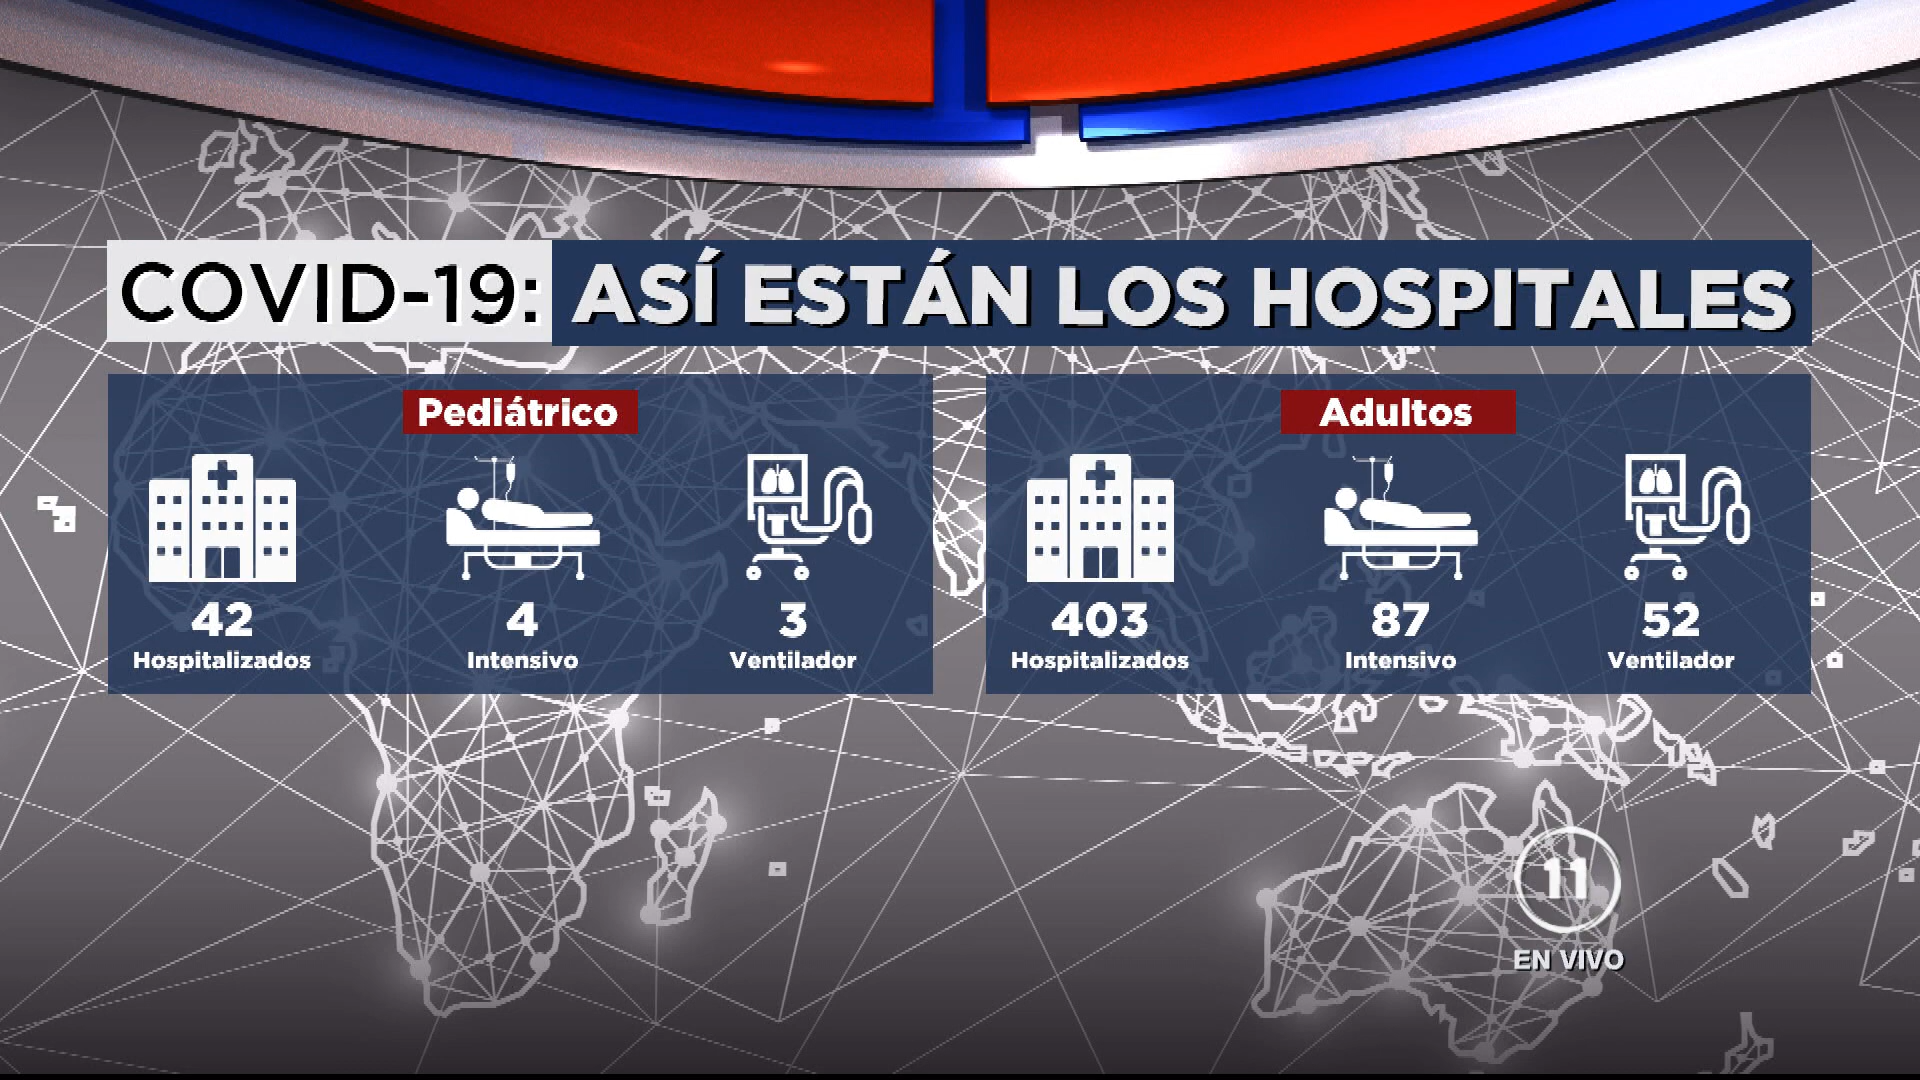 COVID-19: ASÍ ESTÁN LOS HOSPITALES
Pediátrico
42 4 3
Hospitalizados Intensivo Ventilador
Adultos
403 87 52
Hospitalizados Intensivo Ventilador
11
EN VIVO